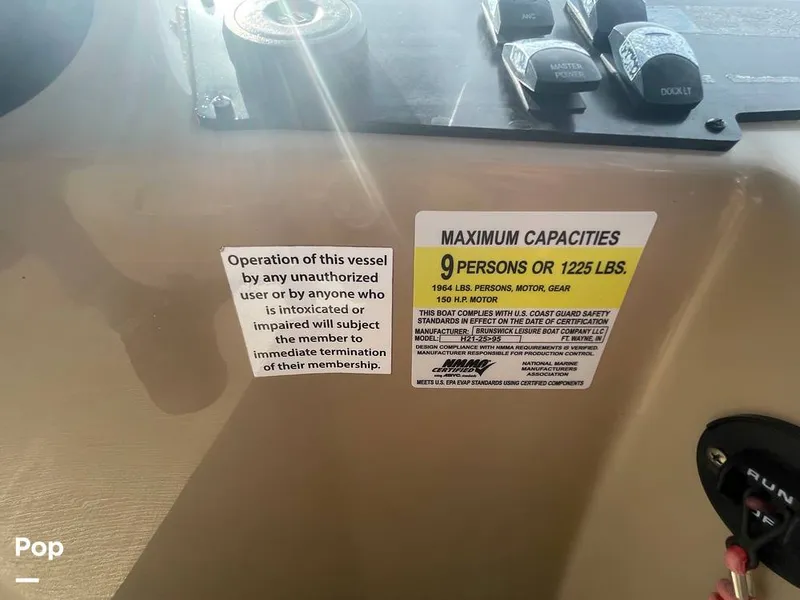 ANC
MASTER
POWER
DOCK LT
Operation of this vessel
by any unauthorized
user or by anyone who
is intoxicated or
impaired will subject
the member to
immediate termination
of their membership.
MAXIMUM CAPACITIES
9 PERSONS OR 1225 LBS.
1964 LBS. PERSONS, MOTOR, GEAR
150 H.P. MOTOR
THIS BOAT COMPLIES WITH U.S. COAST GUARD SAFETY
STANDARDS IN EFFECT ON THE DATE OF CERTIFICATION
MANUFACTURER: BRUNSWICK LEISURE BOAT COMPANY LLC
MODEL: H21-25>95 FT. WAYNE, IN
DESIGN COMPLIANCE WITH NMMA REQUIREMENTS IS VERIFIED.
MANUFACTURER RESPONSIBLE FOR PRODUCTION CONTROL.
NMMA
CERTIFIED
using ABYC standards
NATIONAL MARINE
MANUFACTURERS
ASSOCIATION
MEETS U.S. EPA EVAP STANDARDS USING CERTIFIED COMPONENTS
RUN
Pop